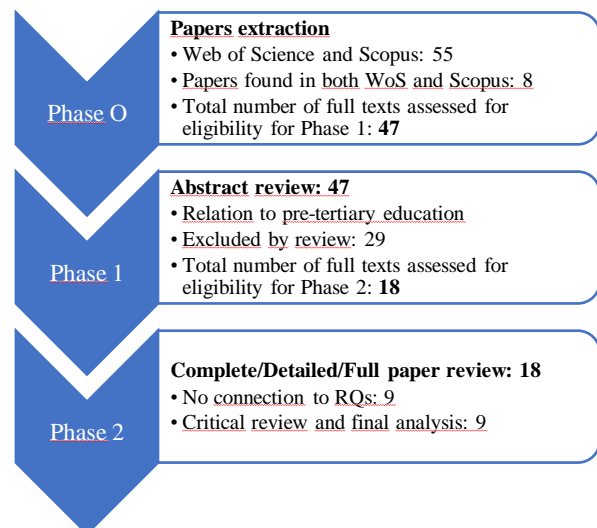 Phase O
Papers extraction
• Web of Science and Scopus: 55
• Papers found in both WoS and Scopus: 8
• Total number of full texts assessed for
eligibility for Phase 1: 47
Phase 1
Abstract review: 47
• Relation to pre-tertiary education
• Excluded by review: 29
• Total number of full texts assessed for
eligibility for Phase 2: 18
Phase 2
Complete/Detailed/Full paper review: 18
• No connection to RQs: 9
• Critical review and final analysis: 9